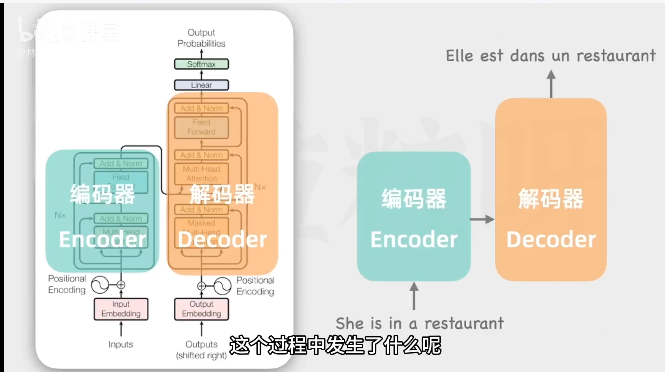 Output
Probabilities
Softmax
Linear
Add & Norm
Feed
Forward
Add & Norm
Multi-Head
Attention
Add & Norm
Masked
解码器
Decoder
N×
Add & Norm
Feed
编码器
Encoder
N×
Add & Norm
Positional
Encoding
Positional
Encoding
Input
Embedding
Output
Embedding
Inputs
Outputs
(shifted right)
Elle est dans un restaurant
编码器
Encoder
解码器
Decoder
She is in a restaurant
这个过程中发生了什么呢